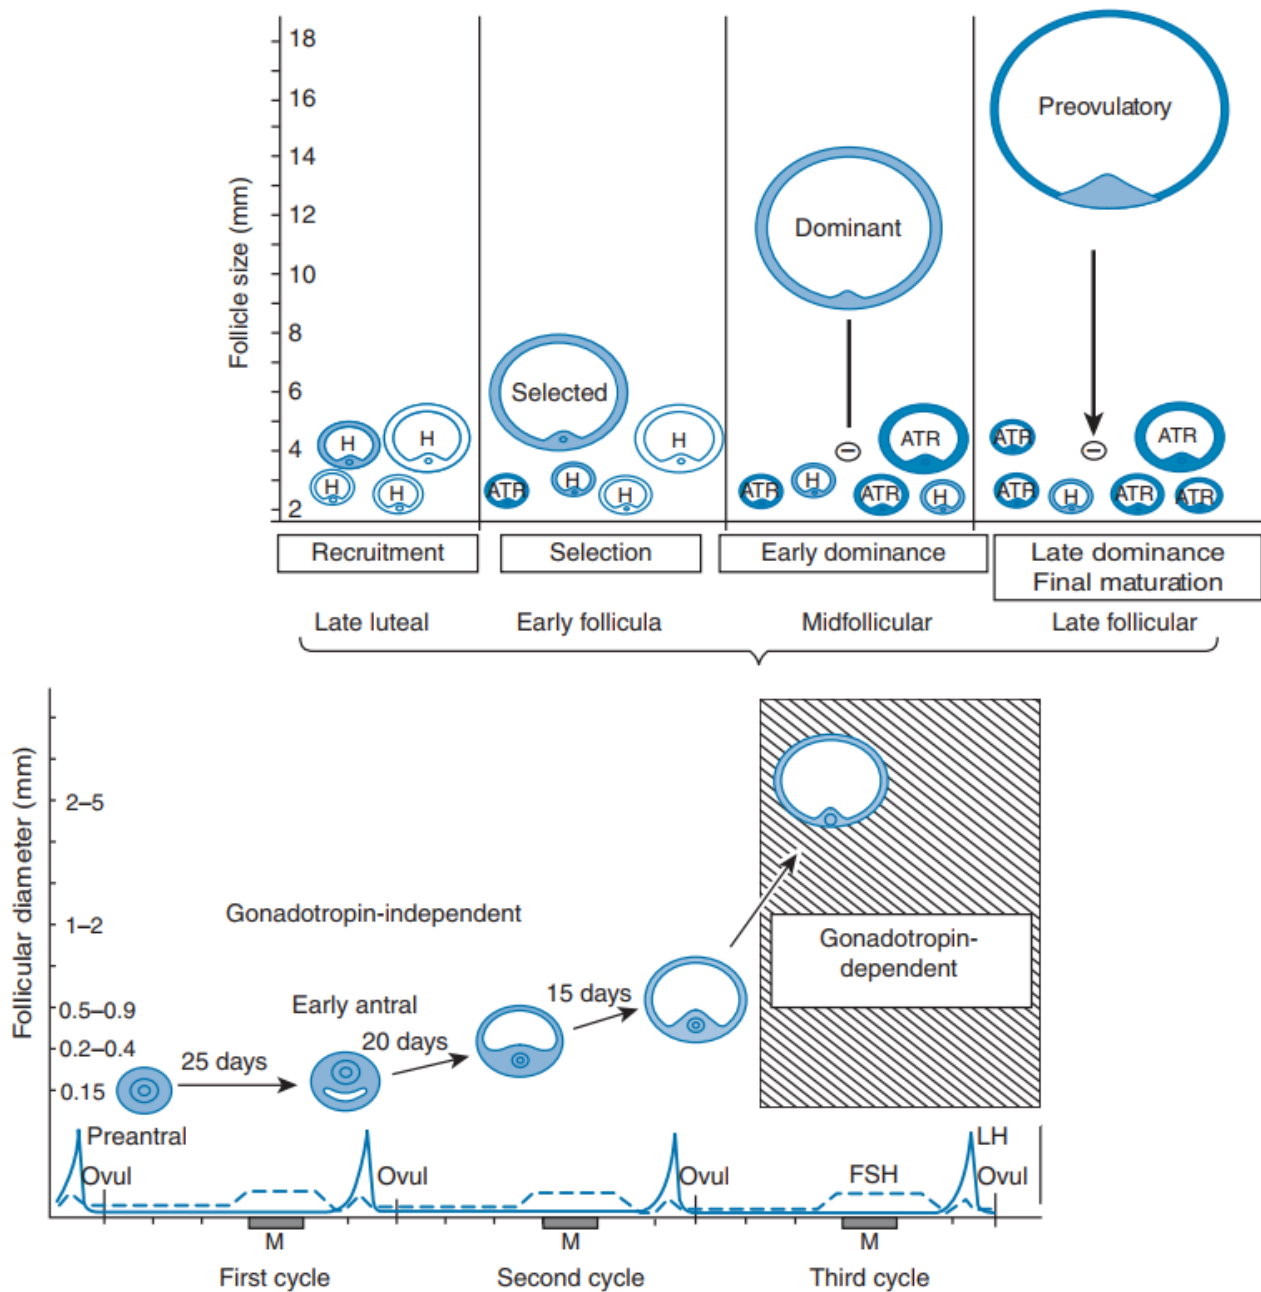 Follicle size (mm)
18
16
14
12
10
8
6
4
2
H
H
H
H
Selected
H
ATR
H
H
Dominant
−
ATR
ATR
H
ATR
H
Preovulatory
ATR
−
ATR
ATR
H
ATR
ATR
Recruitment
Selection
Early dominance
Late dominance
Final maturation
Late luteal
Early follicula
Midfollicular
Late follicular
Follicular diameter (mm)
2–5
1–2
0.5–0.9
0.2–0.4
0.15
Gonadotropin-independent
Gonadotropin-
dependent
Early antral
25 days
20 days
15 days
Preantral
LH
Ovul
Ovul
Ovul
FSH
Ovul
M
M
M
First cycle
Second cycle
Third cycle